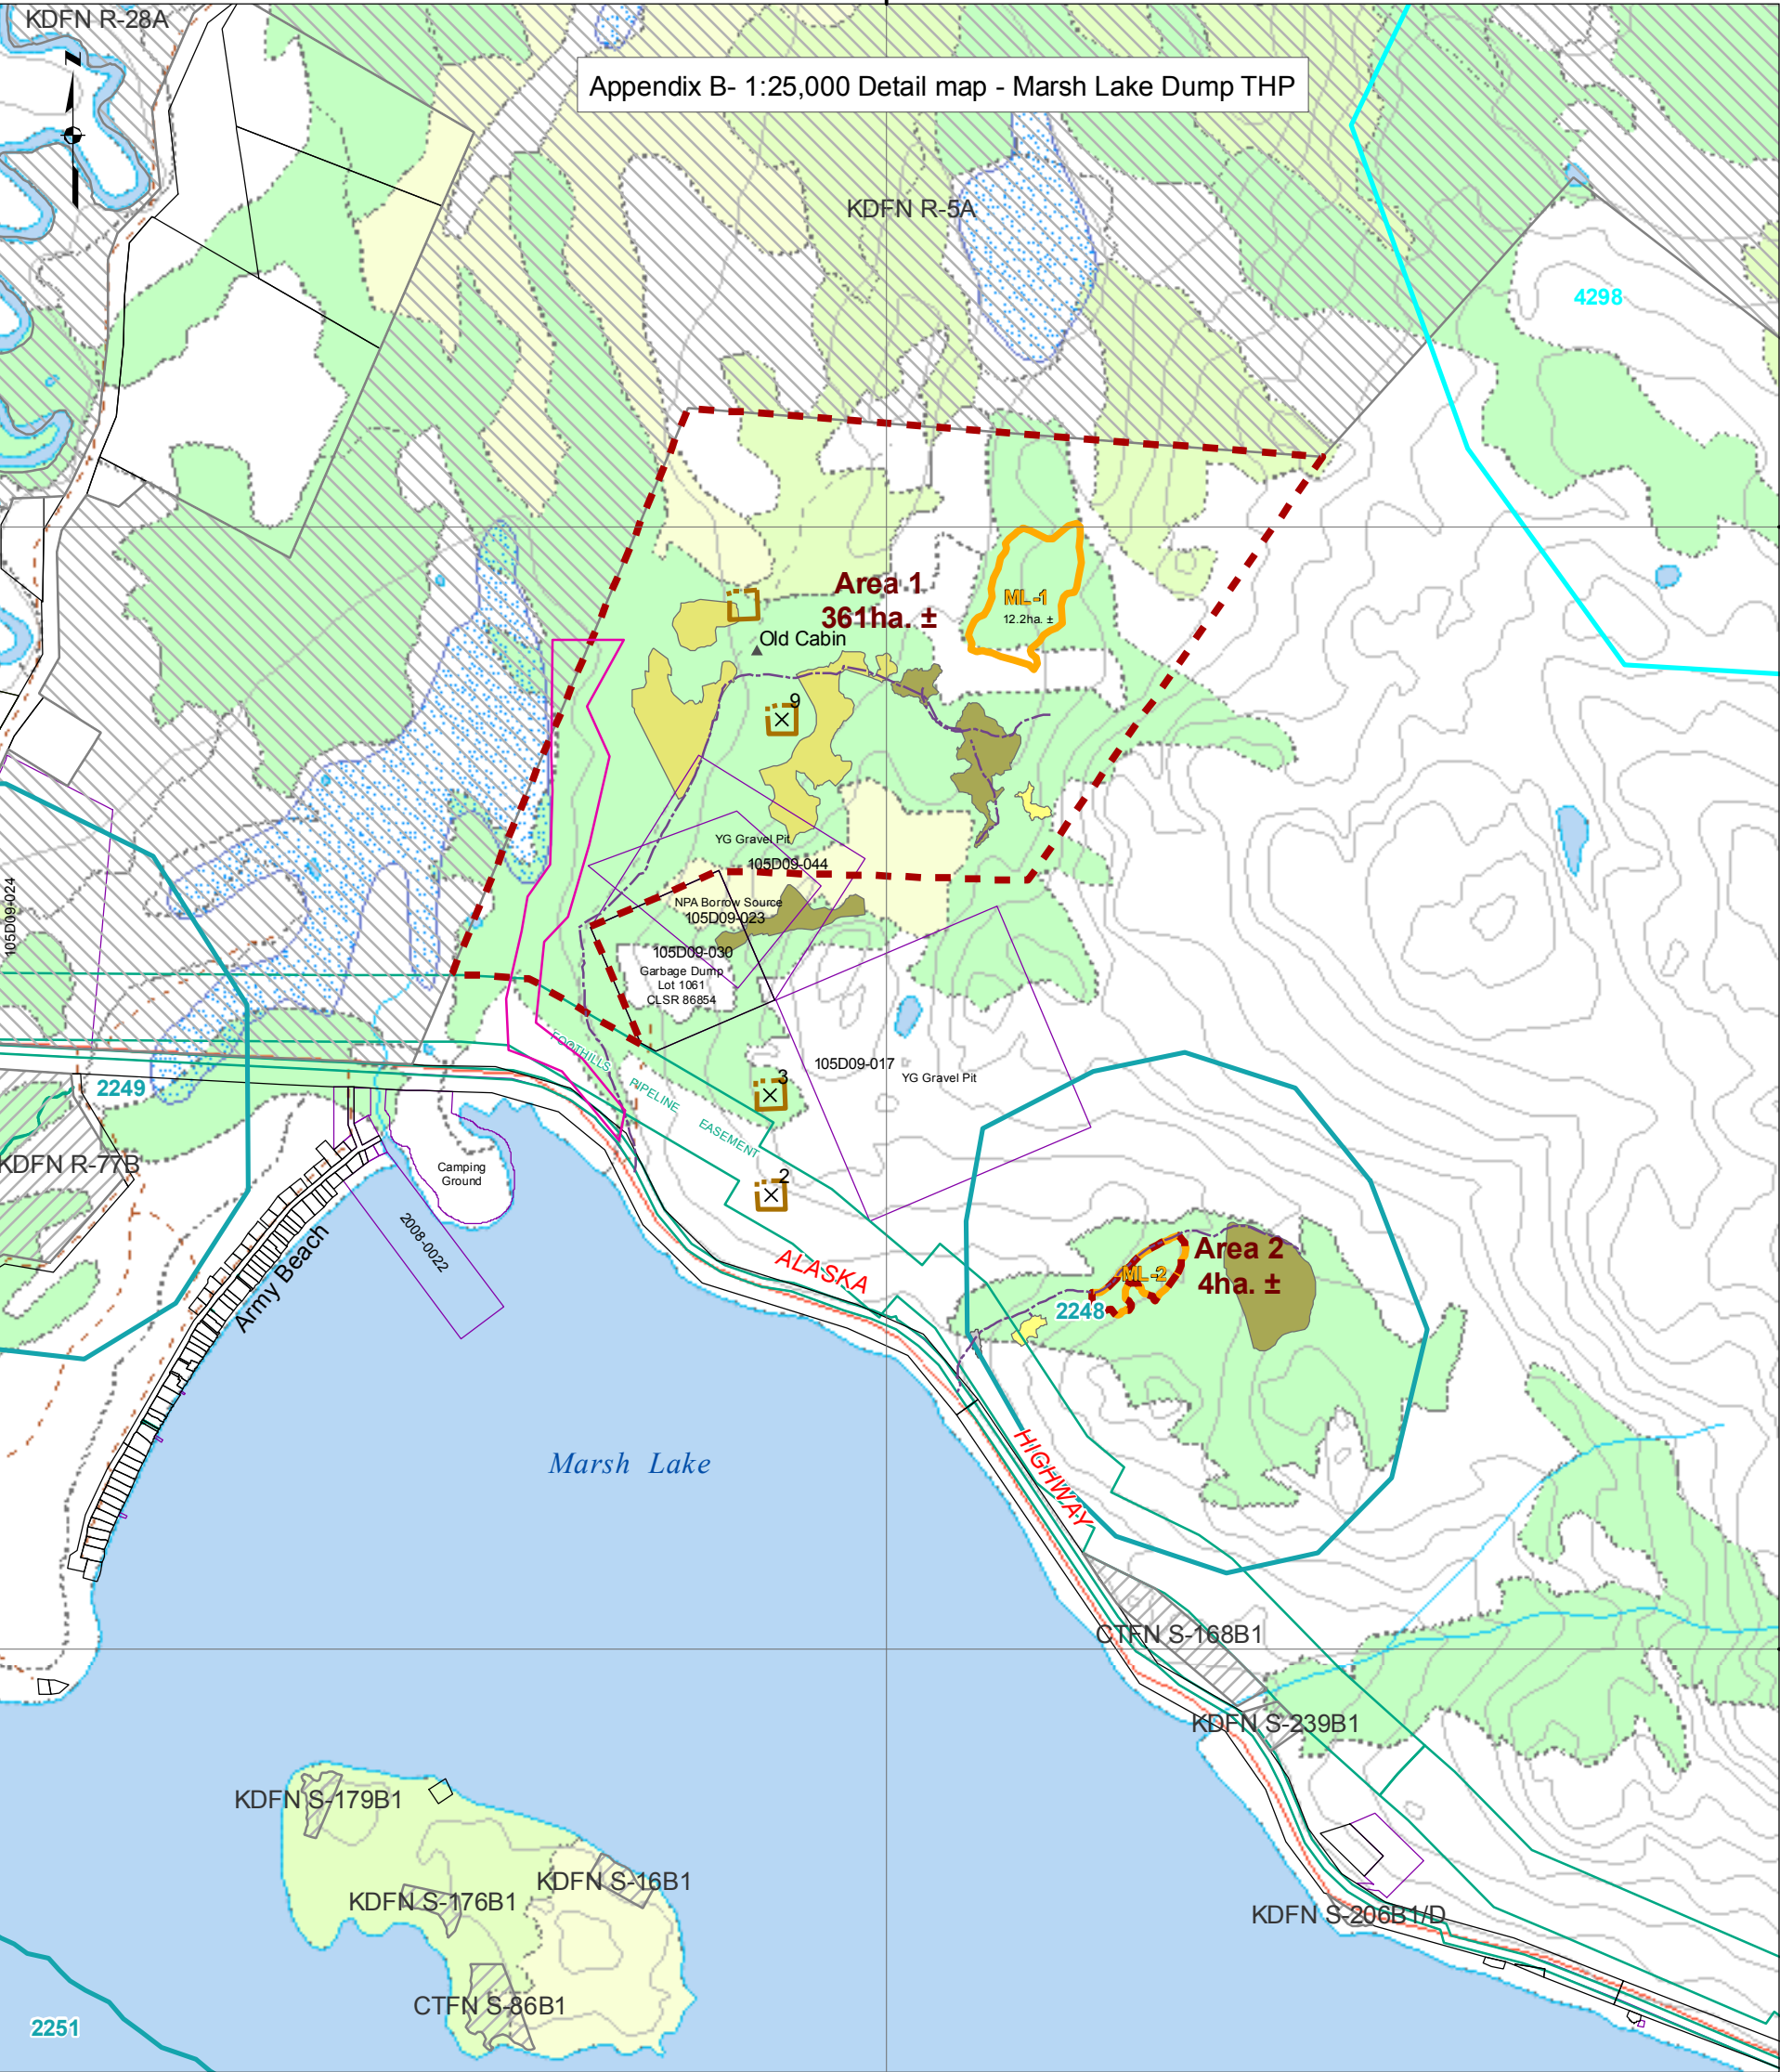 KDFN R-28A
N
Appendix B- 1:25,000 Detail map - Marsh Lake Dump THP
KDFN R-5A
4298
Area 1
361ha. ±
ML-1
12.2ha. ±
Old Cabin
9
YG Gravel Pit
105D09-044
NPA Borrow Source
105D09-023
105D09-030
Garbage Dump
Lot 1061
CLSR 86854
105D09-024
FOOTHILLS PIPELINE EASEMENT
105D09-017
YG Gravel Pit
3
2249
KDFN R-77B
Camping
Ground
2
2008-0022
Army Beach
ALASKA
HIGHWAY
Area 2
4ha. ±
ML-2
2248
Marsh Lake
CTFN S-168B1
KDFN S-239B1
KDFN S-179B1
KDFN S-16B1
KDFN S-176B1
KDFN S-206B1/D
CTFN S-86B1
2251